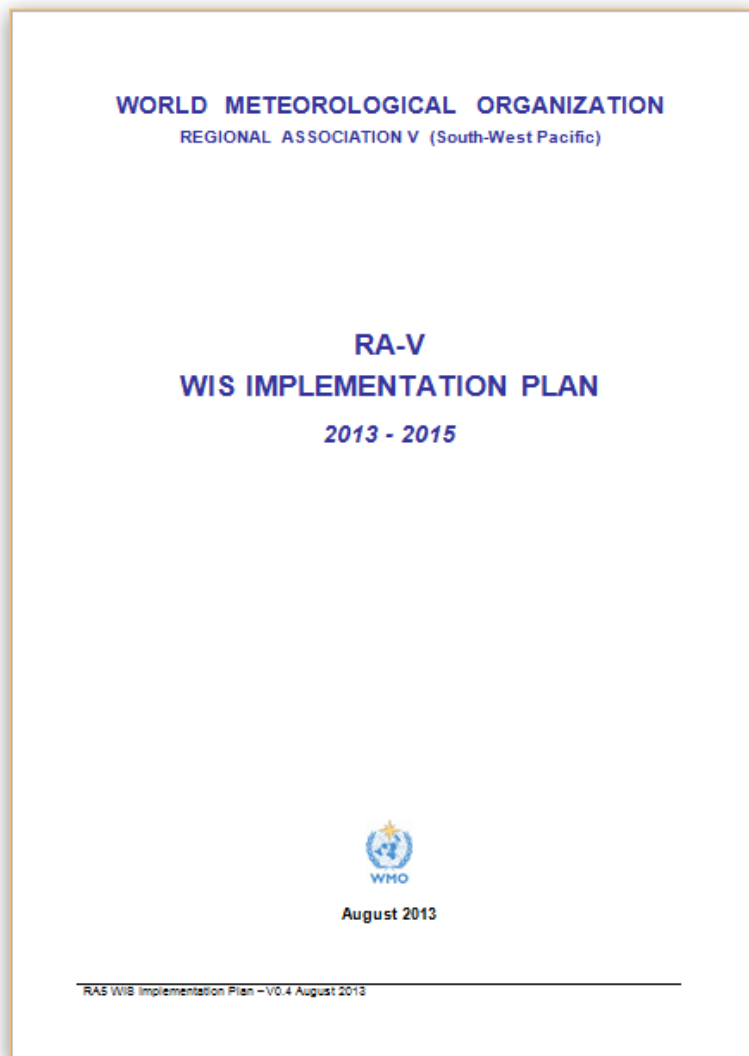 WORLD METEOROLOGICAL ORGANIZATION
REGIONAL ASSOCIATION V (South-West Pacific)
RA-V
WIS IMPLEMENTATION PLAN
2013 - 2015
WMO
August 2013
RA5 WIS Implementation Plan – V0.4 August 2013